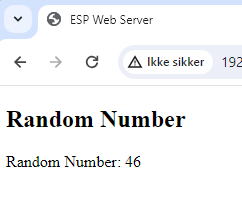 ESP Web Server
Ikke sikker 192
Random Number
Random Number: 46